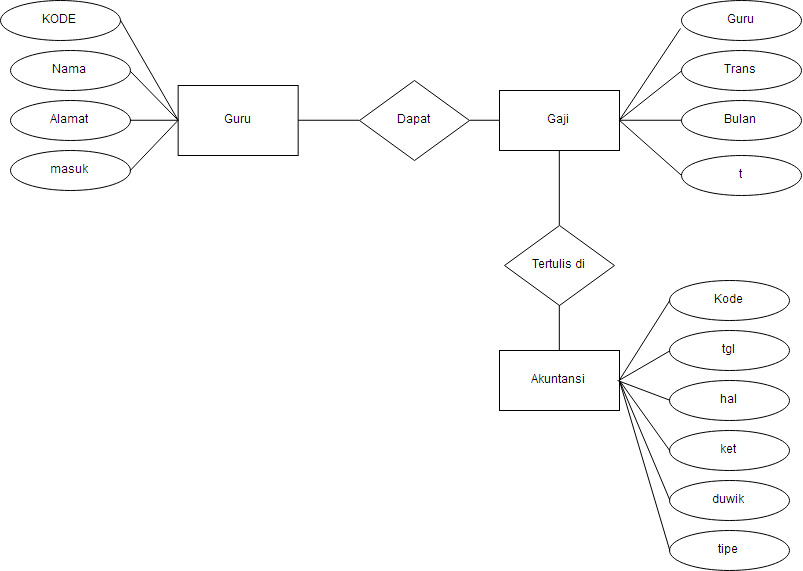 KODE
Nama
Alamat
masuk
Guru
Dapat
Gaji
Guru
Trans
Bulan
t
Tertulis di
Akuntansi
Kode
tgl
hal
ket
duwik
tipe